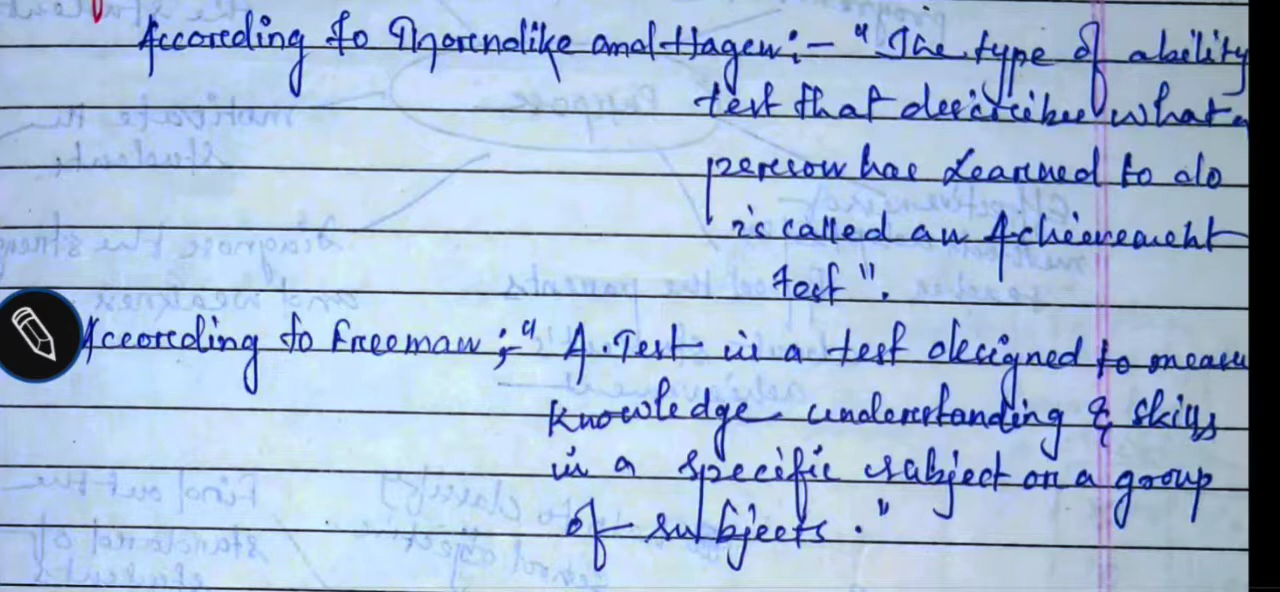 According to Thorendike and Hagen:- "The type of ability
test that describes what a
person has Learned to do
is called an Achievement
test".
According to Freeman ;- "A. Test is a test designed to measu
knowledge understanding & skills
in a specific subject or a group
of subjects."